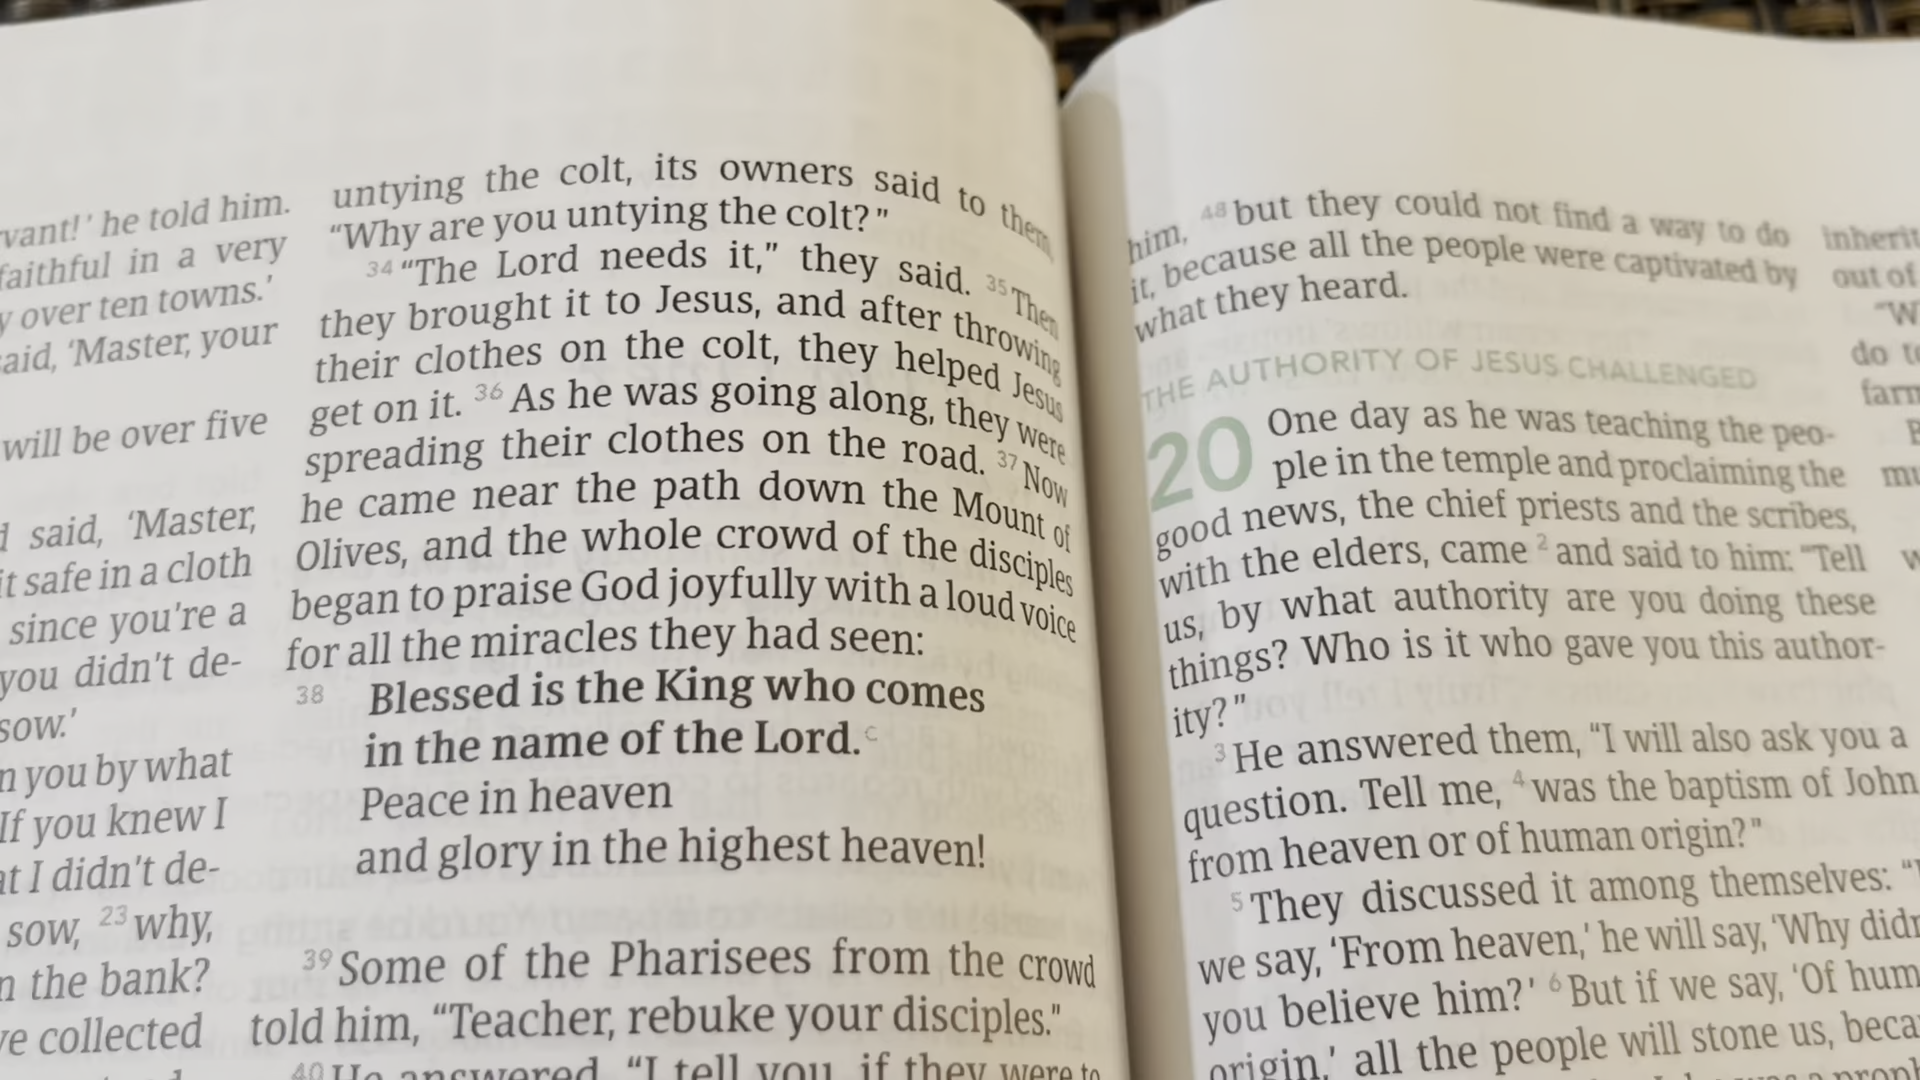 vant!' he told him.
faithful in a very
over ten towns.'
said, 'Master, your
will be over five
said, 'Master,
it safe in a cloth
since you're a
you didn't de-
sow.'
you by what
If you knew I
I didn't de-
sow, 23 why,
the bank?
collected
untying the colt, its owners said to them,
“Why are you untying the colt?”
34 “The Lord needs it,” they said. 35 Then
they brought it to Jesus, and after throwing
their clothes on the colt, they helped Jesus
get on it. 36 As he was going along, they were
spreading their clothes on the road. 37 Now
he came near the path down the Mount of
Olives, and the whole crowd of the disciples
began to praise God joyfully with a loud voice
for all the miracles they had seen:
38 Blessed is the King who comes
in the name of the Lord. c
Peace in heaven
and glory in the highest heaven!
39 Some of the Pharisees from the crowd
told him, “Teacher, rebuke your disciples.”
40 He answered, “I tell you, if they were to
him, 48 but they could not find a way to do
it, because all the people were captivated by
what they heard.
THE AUTHORITY OF JESUS CHALLENGED
20 One day as he was teaching the peo-
ple in the temple and proclaiming the
good news, the chief priests and the scribes,
with the elders, came 2 and said to him: “Tell
us, by what authority are you doing these
things? Who is it who gave you this author-
ity?”
3 He answered them, “I will also ask you a
question. Tell me, 4 was the baptism of John
from heaven or of human origin?”
5 They discussed it among themselves: “
we say, ‘From heaven,’ he will say, ‘Why didn
you believe him?’ 6 But if we say, ‘Of hum
origin,’ all the people will stone us, beca
inherit
out of
“W
do
farm